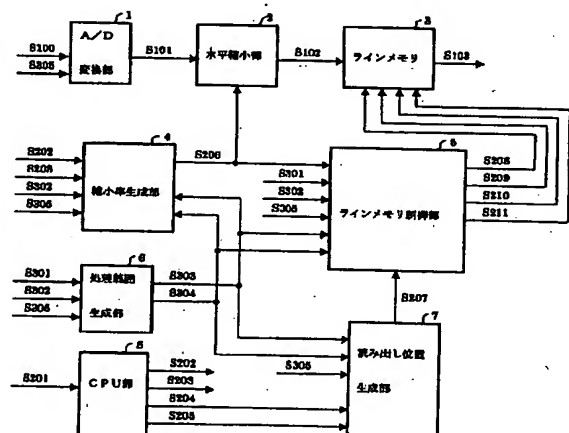 1
A/D
変換部
S100
S305
S101
2
水平縮小部
S102
3
ラインメモリ
S103
4
縮小率生成部
S202
S203
S302
S305
S206
5
ラインメモリ制御部
S301
S302
S305
S208
S209
S210
S211
6
処理範囲
生成部
S301
S302
S305
S303
S304
S207
7
読み出し位置
生成部
S305
8
CPU部
S201
S202
S203
S204
S205